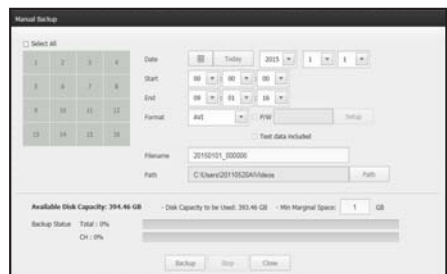 Manual Backup
Select All
1 2 3 4
5 6 7 8
9 10 11 12
13 14 15 16
Date Today 2015 1 1
Start 00 : 00 : 00
End 09 : 01 : 16
Format AVI P/W Setup
Text data included
Filename 20150101_000000
Path C:\Users\20110520A\Videos Path
Available Disk Capacity: 394.46 GB - Disk Capacity to be Used: 393.46 GB - Min Marginal Space: 1 GB
Backup Status Total : 0%
CH : 0%
Backup Stop Close